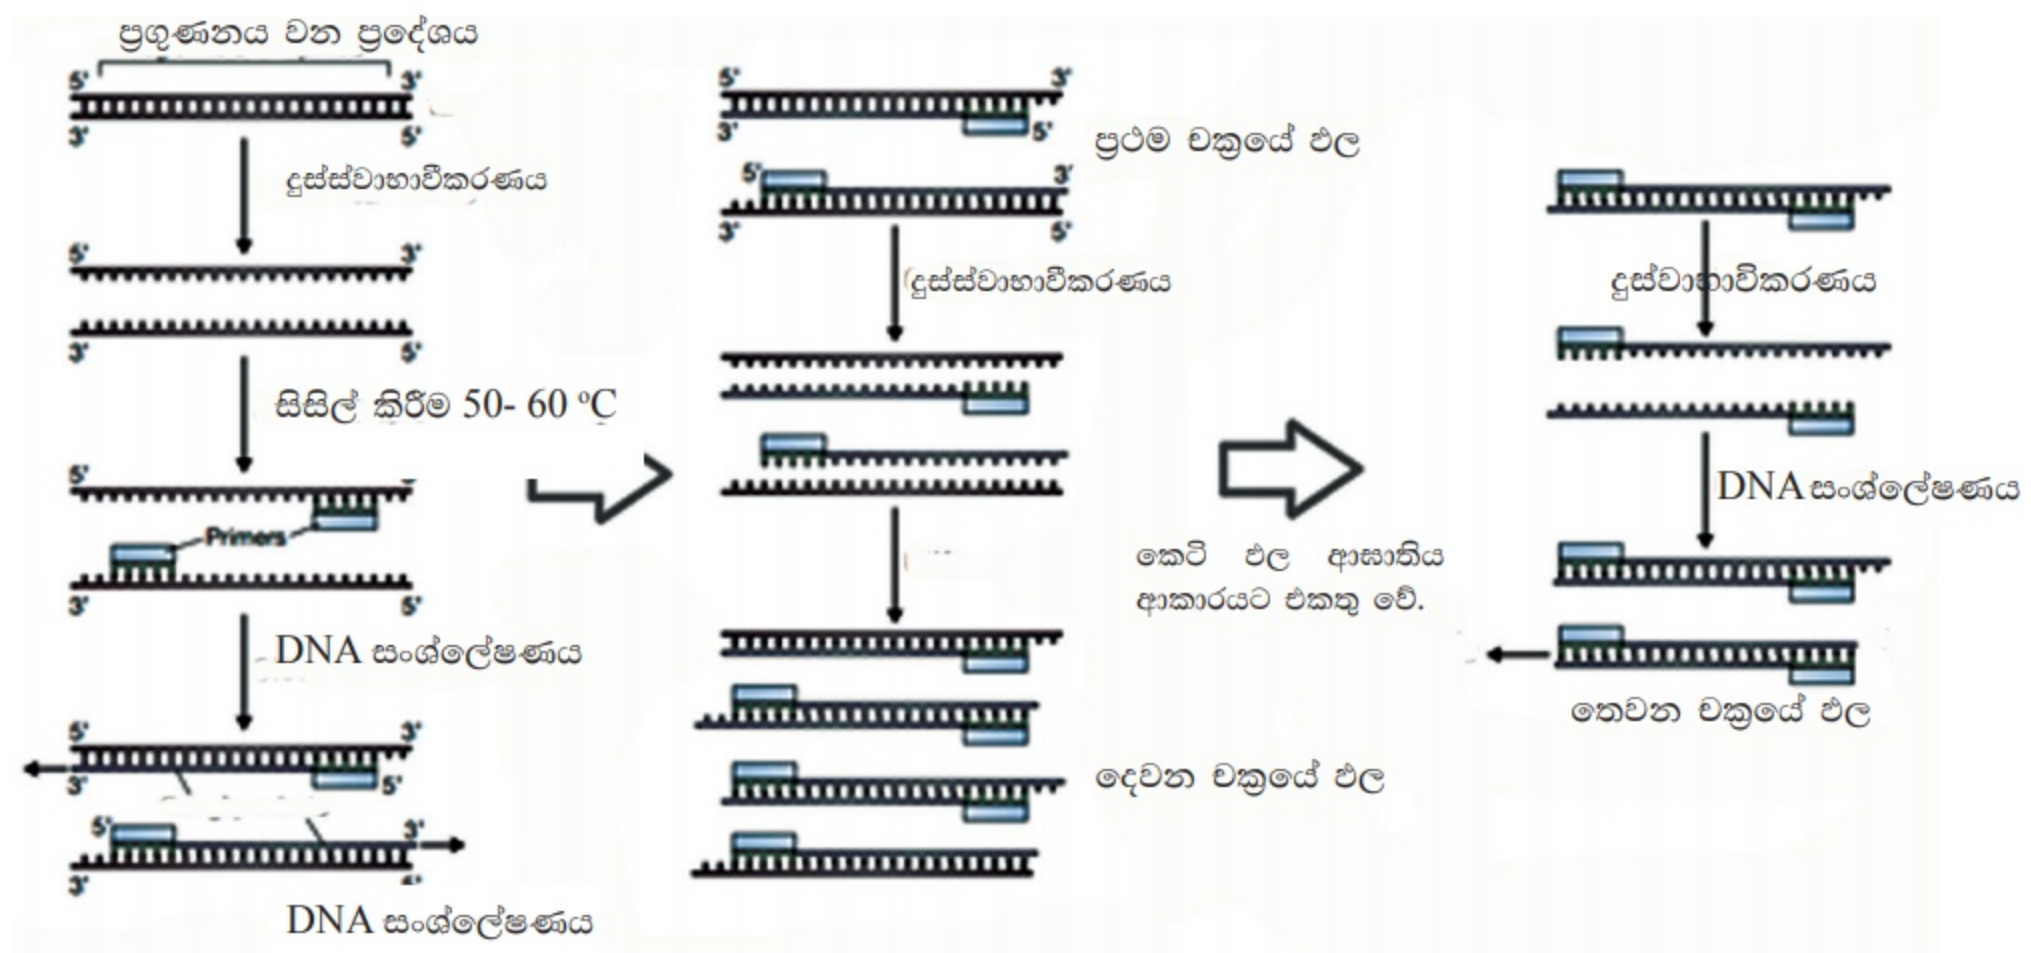 ප්‍රගුණනය වන ප්‍රදේශය
5' 3'
3' 5'
දුස්ස්වාභාවීකරණය
5' 3'
3' 5'
සිසිල් කිරීම 50- 60 °C
5'
Primers
3' 5'
DNA සංශ්ලේෂණය
5' 3'
3' 5'
5' 3'
3'
DNA සංශ්ලේෂණය
5' 3'
3' 5'
ප්‍රථම චක්‍රයේ ඵල
5' 3'
3' 5'
දුස්ස්වාභාවීකරණය
දෙවන චක්‍රයේ ඵල
කෙටි ඵල ආඝාතිය
ආකාරයට එකතු වේ.
දුස්වාභාවිකරණය
DNA සංශ්ලේෂණය
තෙවන චක්‍රයේ ඵල